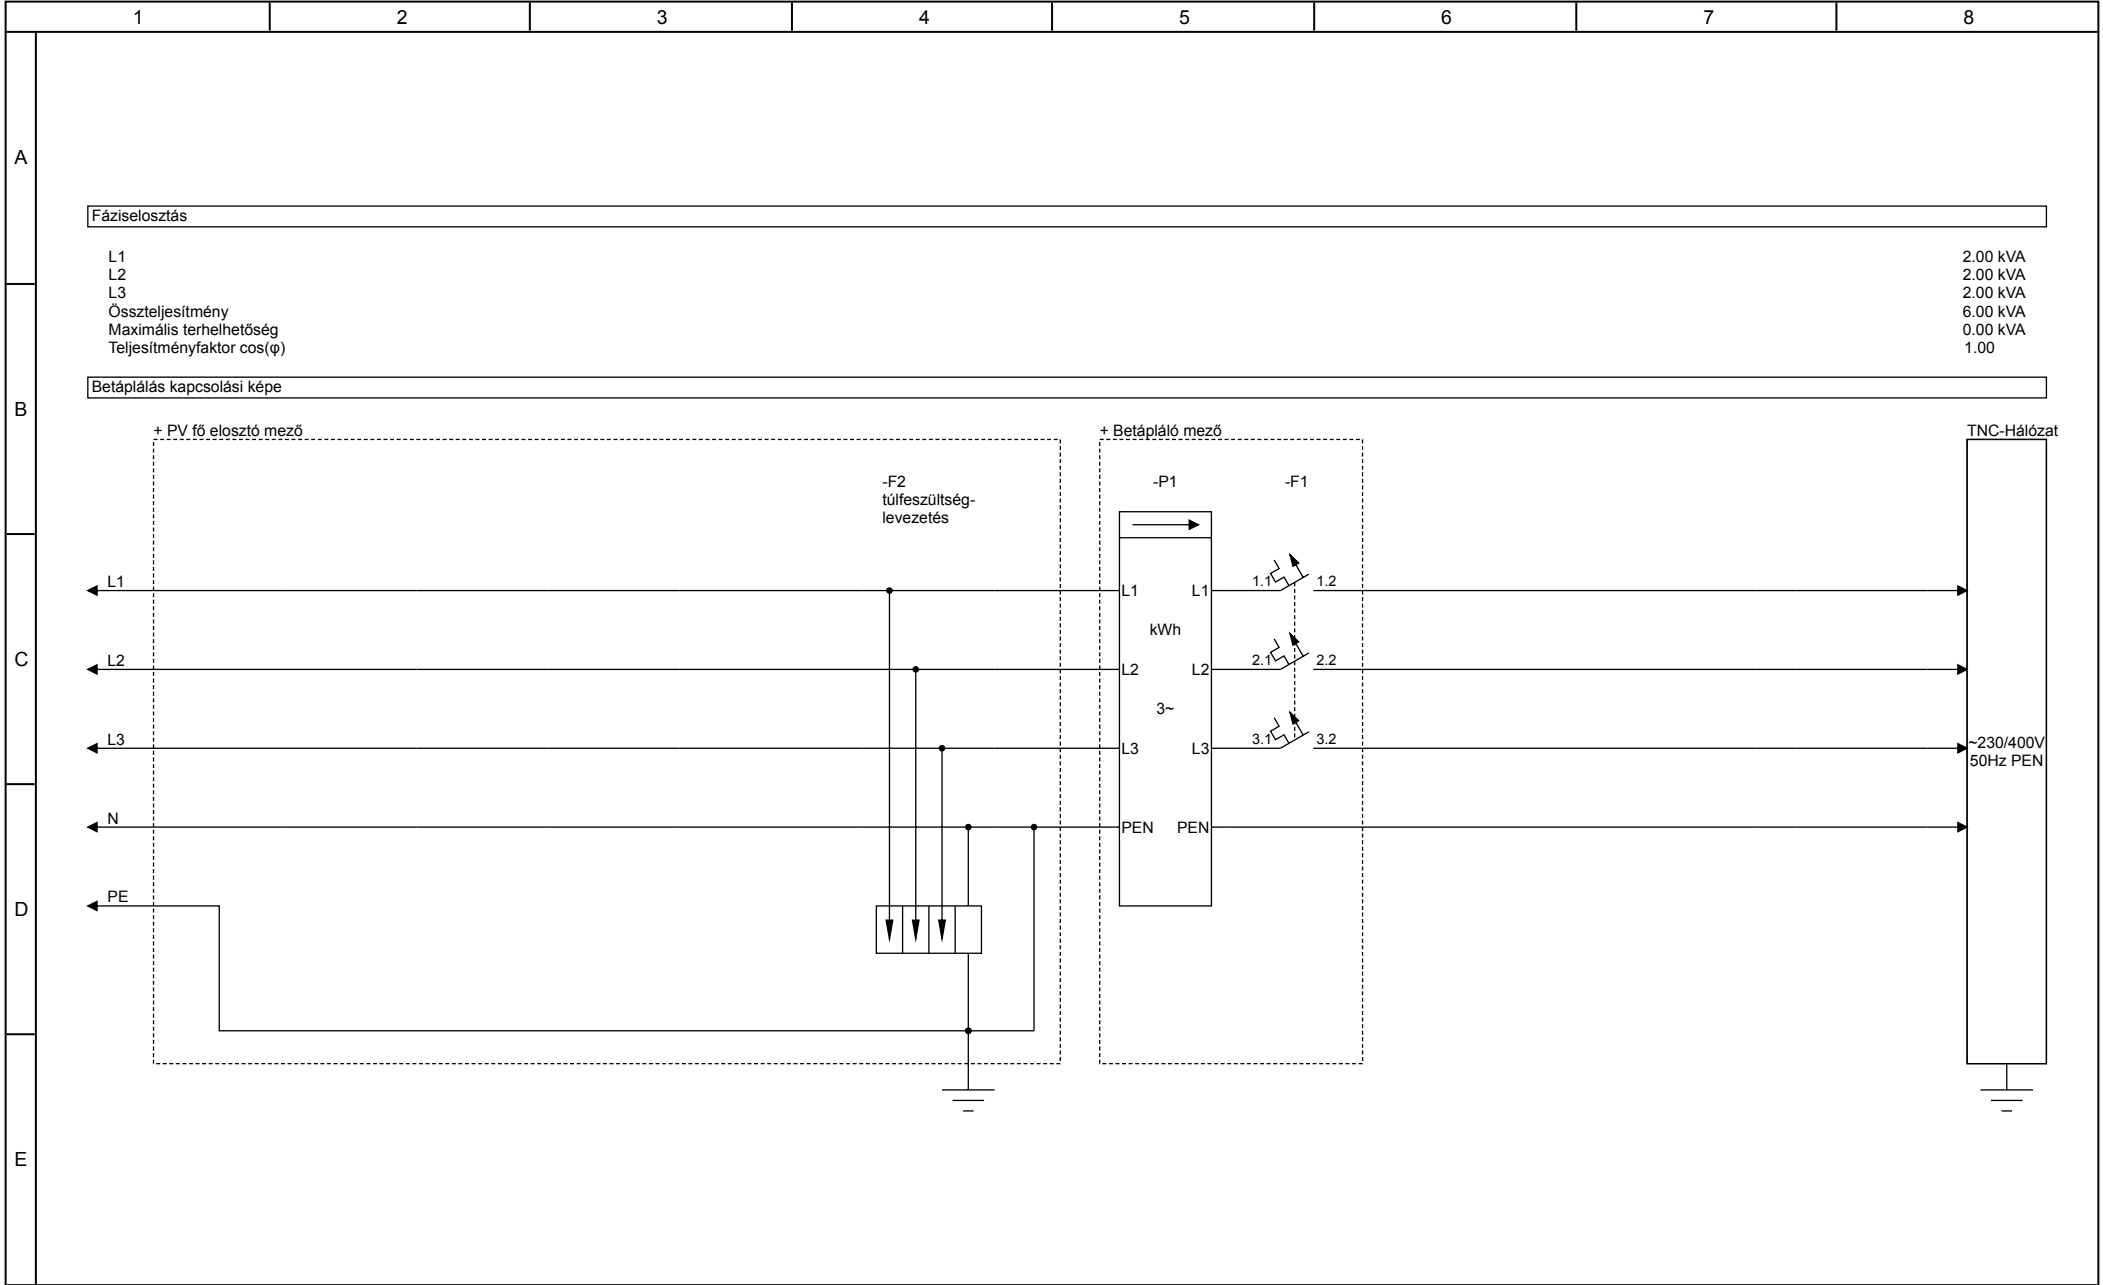 1 2 3 4 5 6 7 8
A
Fáziselosztás
L1 2.00 kVA
L2 2.00 kVA
L3 2.00 kVA
Összteljesítmény 6.00 kVA
Maximális terhelhetőség 0.00 kVA
Teljesítményfaktor cos(φ) 1.00
Betáplálás kapcsolási képe
B
+ PV fő elosztó mező + Betápláló mező TNC-Hálózat
-F2 -P1 -F1
túlfeszültség-
levezetés
L1 L1 L1 1.1 1.2
kWh
C
L2 L2 L2 2.1 2.2
3~
L3 L3 L3 3.1 3.2
~230/400V
50Hz PEN
N PEN PEN
PE
D
E